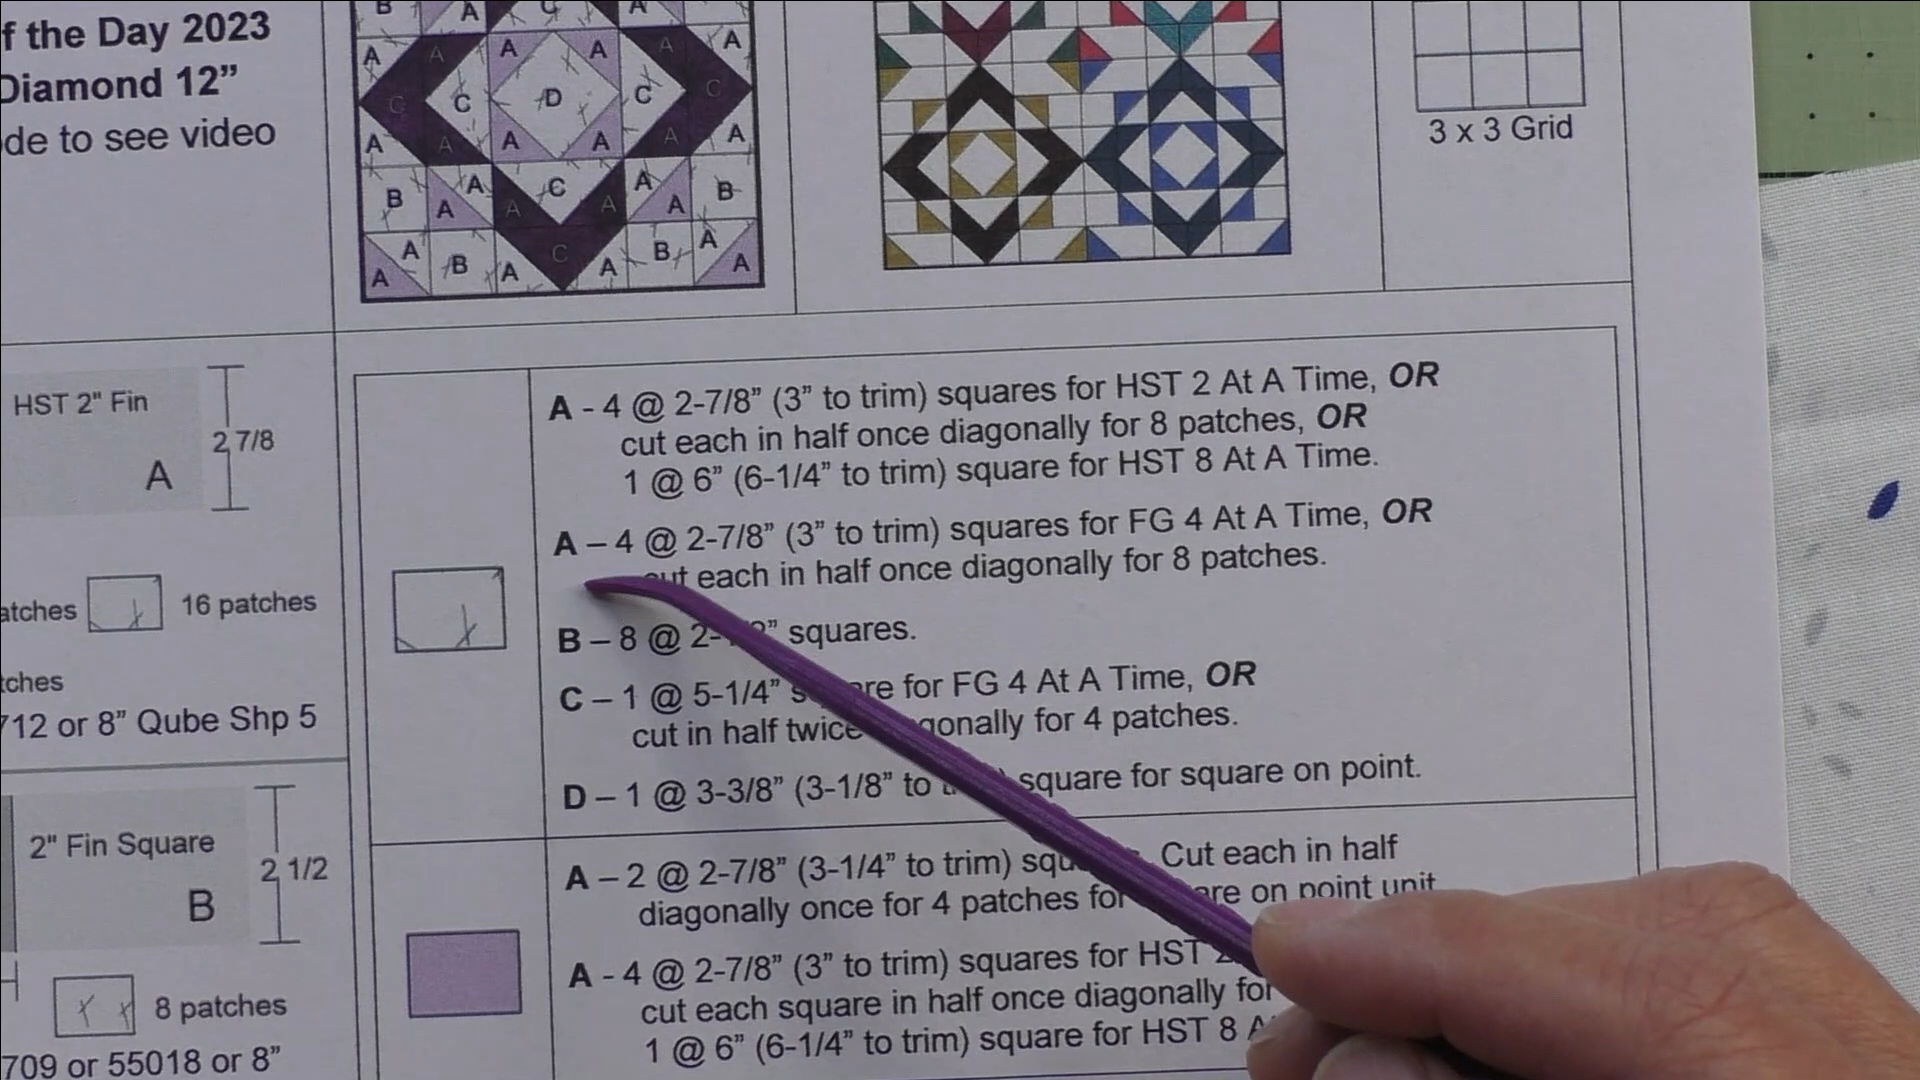 f the Day 2023
Diamond 12”
de to see video
B A C A
A A A A A A
C C D C C
A A A A A A
B A C A B
A A A A
A B A C A B A A
3 x 3 Grid
HST 2" Fin
2 7/8
A
atches 16 patches
tches
712 or 8” Qube Shp 5
2" Fin Square
2 1/2
B
8 patches
709 or 55018 or 8”
A - 4 @ 2-7/8” (3” to trim) squares for HST 2 At A Time, OR
cut each in half once diagonally for 8 patches, OR
1 @ 6” (6-1/4” to trim) square for HST 8 At A Time.
A – 4 @ 2-7/8” (3” to trim) squares for FG 4 At A Time, OR
cut each in half once diagonally for 8 patches.
B – 8 @ squares.
C – 1 @ 5-1/4” square for FG 4 At A Time, OR
cut in half twice diagonally for 4 patches.
D – 1 @ 3-3/8” (3-1/8” to square for square on point.
A – 2 @ 2-7/8” (3-1/4” to trim) squ Cut each in half
diagonally once for 4 patches for square on point unit
A - 4 @ 2-7/8” (3” to trim) squares for HST
cut each square in half once diagonally for
1 @ 6” (6-1/4” to trim) square for HST 8 A